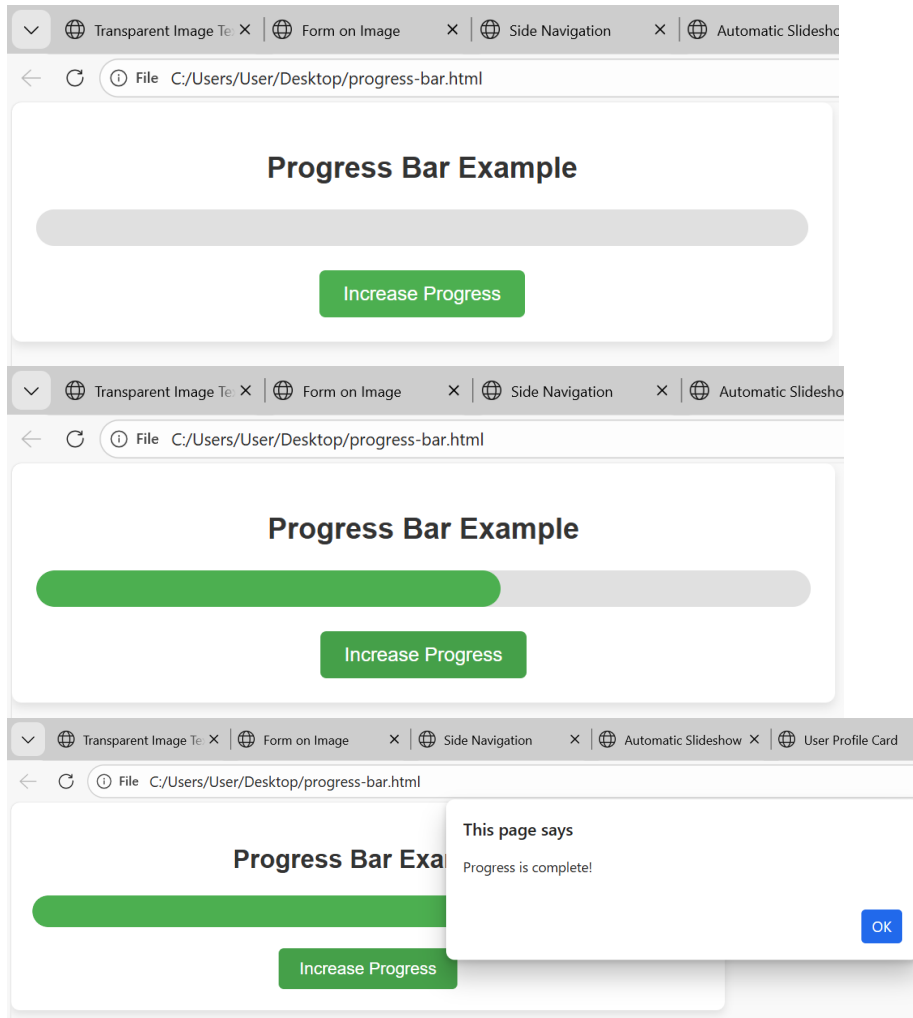 Transparent Image Te Form on Image Side Navigation Automatic Slidesho
File C:/Users/User/Desktop/progress-bar.html
Progress Bar Example
Increase Progress
Transparent Image Te Form on Image Side Navigation Automatic Slidesho
File C:/Users/User/Desktop/progress-bar.html
Progress Bar Example
Increase Progress
Transparent Image Te Form on Image Side Navigation Automatic Slideshow User Profile Card
File C:/Users/User/Desktop/progress-bar.html
This page says
Progress Bar Exa
Progress is complete!
OK
Increase Progress